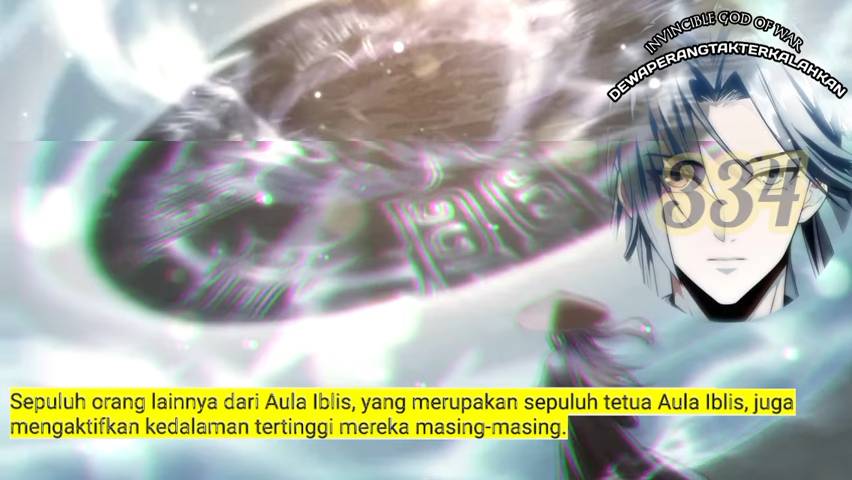 INVINCIBLE GOD OF WAR
DEWAPERANGTAKTERKALAHKAN
334
Sepuluh orang lainnya dari Aula Iblis, yang merupakan sepuluh tetua Aula Iblis, juga
mengaktifkan kedalaman tertinggi mereka masing-masing.